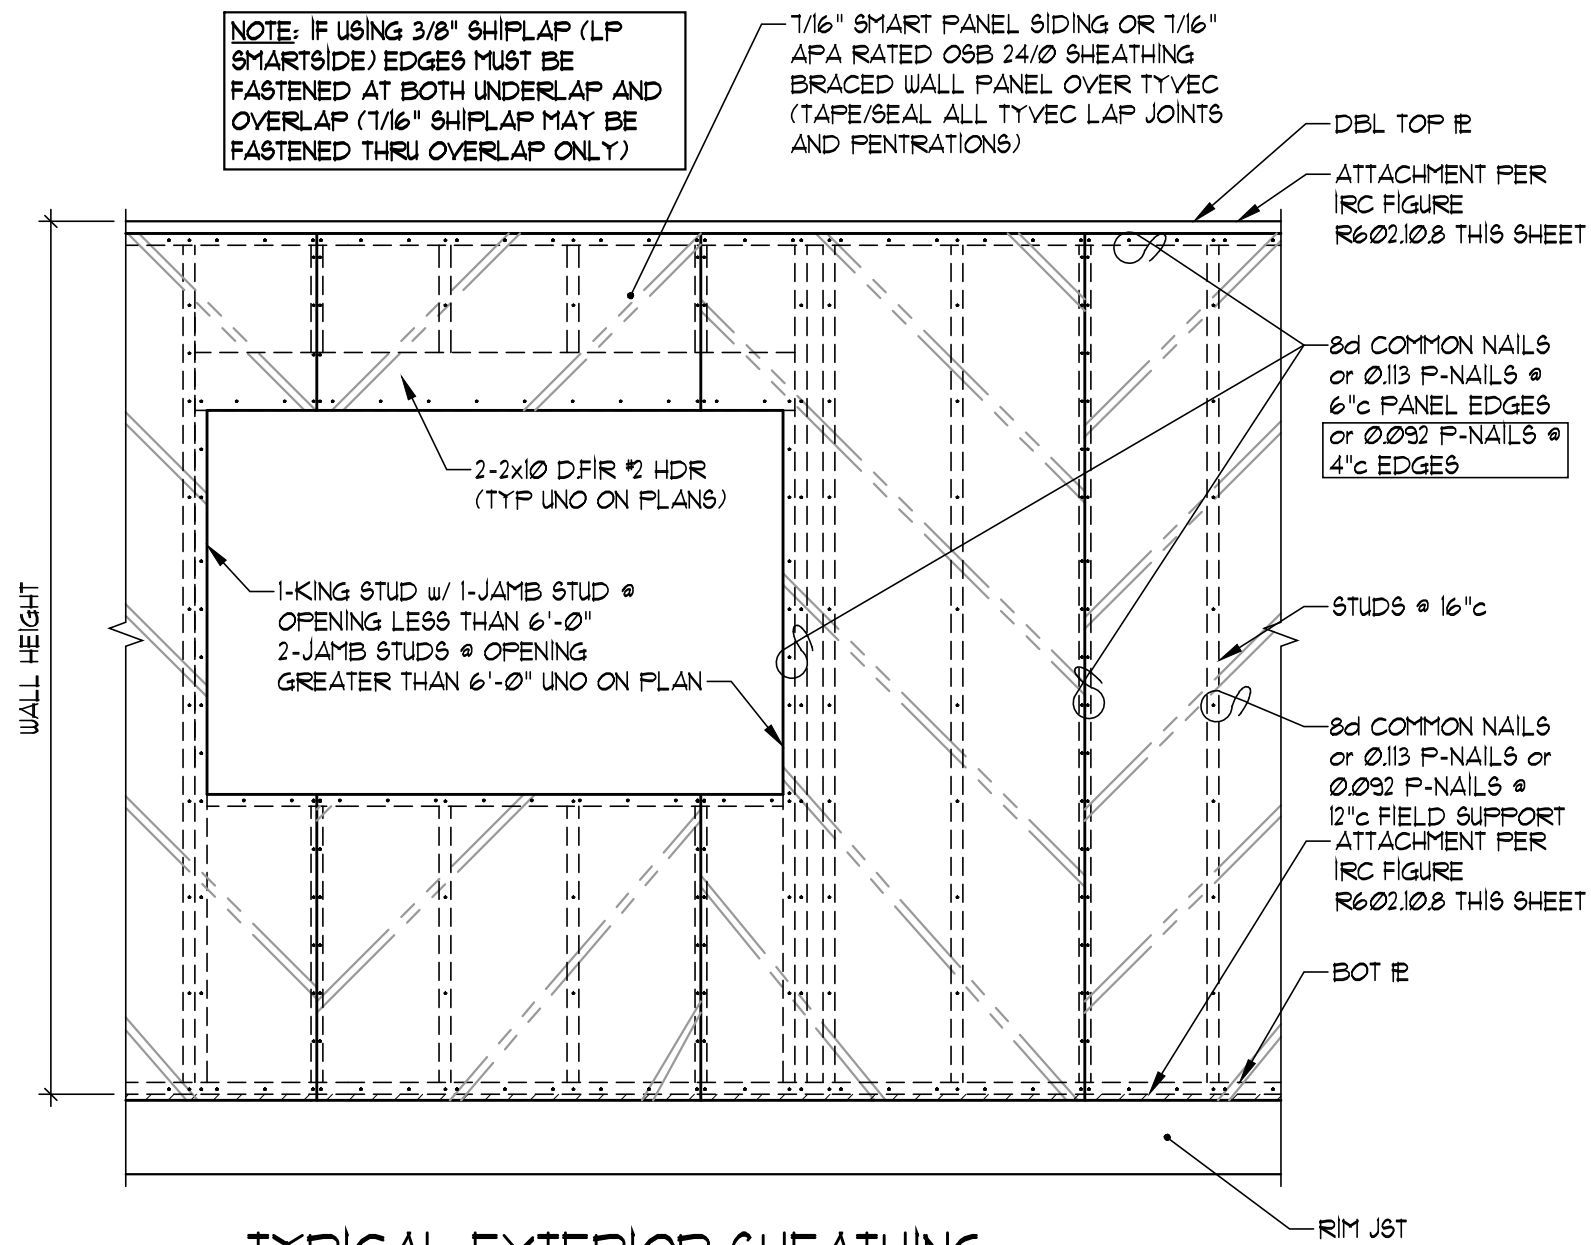 NOTE: IF USING 3/8" SHIPLAP (LP
SMARTSIDE) EDGES MUST BE
FASTENED AT BOTH UNDERLAP AND
OVERLAP (7/16" SHIPLAP MAY BE
FASTENED THRU OVERLAP ONLY)
7/16" SMART PANEL SIDING OR 7/16"
APA RATED OSB 24/0 SHEATHING
BRACED WALL PANEL OVER TYVEC
(TAPE/SEAL ALL TYVEC LAP JOINTS
AND PENTRATIONS)
DBL TOP PL
ATTACHMENT PER
IRC FIGURE
R602.10.8 THIS SHEET
8d COMMON NAILS
or 0.113 P-NAILS @
6"c PANEL EDGES
or 0.092 P-NAILS @
4"c EDGES
2-2x10 D.FIR #2 HDR
(TYP UNO ON PLANS)
1-KING STUD w/ 1-JAMB STUD @
OPENING LESS THAN 6'-0"
2-JAMB STUDS @ OPENING
GREATER THAN 6'-0" UNO ON PLAN
WALL HEIGHT
STUDS @ 16"c
8d COMMON NAILS
or 0.113 P-NAILS or
0.092 P-NAILS @
12"c FIELD SUPPORT
ATTACHMENT PER
IRC FIGURE
R602.10.8 THIS SHEET
BOT PL
RIM JST
TYPICAL EXTERIOR SHEATHING